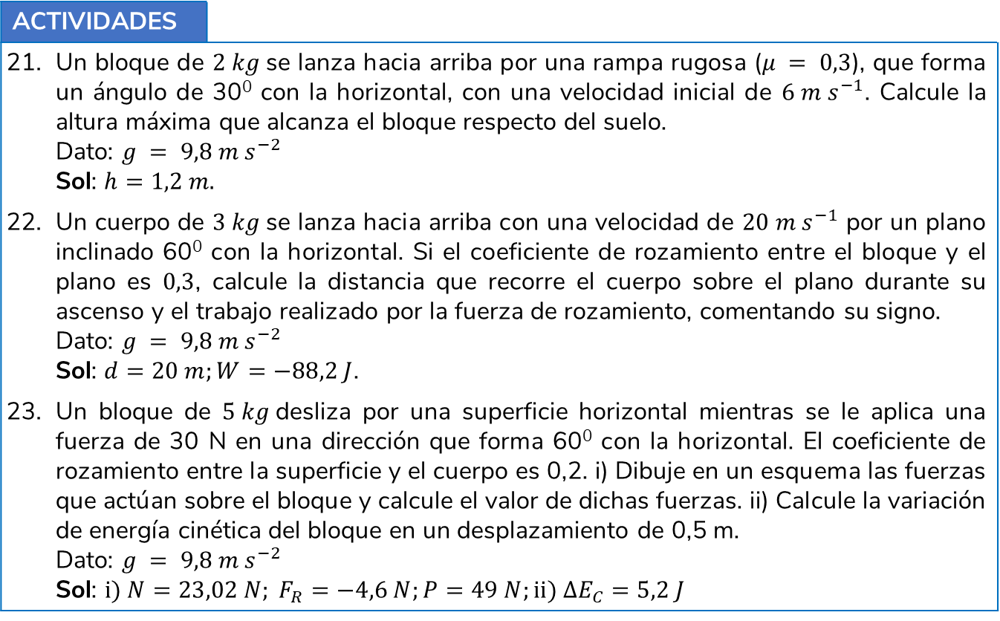 ACTIVIDADES
21. Un bloque de 2 kg se lanza hacia arriba por una rampa rugosa (μ = 0,3), que forma
un ángulo de 30⁰ con la horizontal, con una velocidad inicial de 6 m s⁻¹. Calcule la
altura máxima que alcanza el bloque respecto del suelo.
Dato: g = 9,8 m s⁻²
Sol: h = 1,2 m.
22. Un cuerpo de 3 kg se lanza hacia arriba con una velocidad de 20 m s⁻¹ por un plano
inclinado 60⁰ con la horizontal. Si el coeficiente de rozamiento entre el bloque y el
plano es 0,3, calcule la distancia que recorre el cuerpo sobre el plano durante su
ascenso y el trabajo realizado por la fuerza de rozamiento, comentando su signo.
Dato: g = 9,8 m s⁻²
Sol: d = 20 m; W = −88,2 J.
23. Un bloque de 5 kg desliza por una superficie horizontal mientras se le aplica una
fuerza de 30 N en una dirección que forma 60⁰ con la horizontal. El coeficiente de
rozamiento entre la superficie y el cuerpo es 0,2. i) Dibuje en un esquema las fuerzas
que actúan sobre el bloque y calcule el valor de dichas fuerzas. ii) Calcule la variación
de energía cinética del bloque en un desplazamiento de 0,5 m.
Dato: g = 9,8 m s⁻²
Sol: i) N = 23,02 N; F_R = −4,6 N; P = 49 N; ii) ΔE_C = 5,2 J